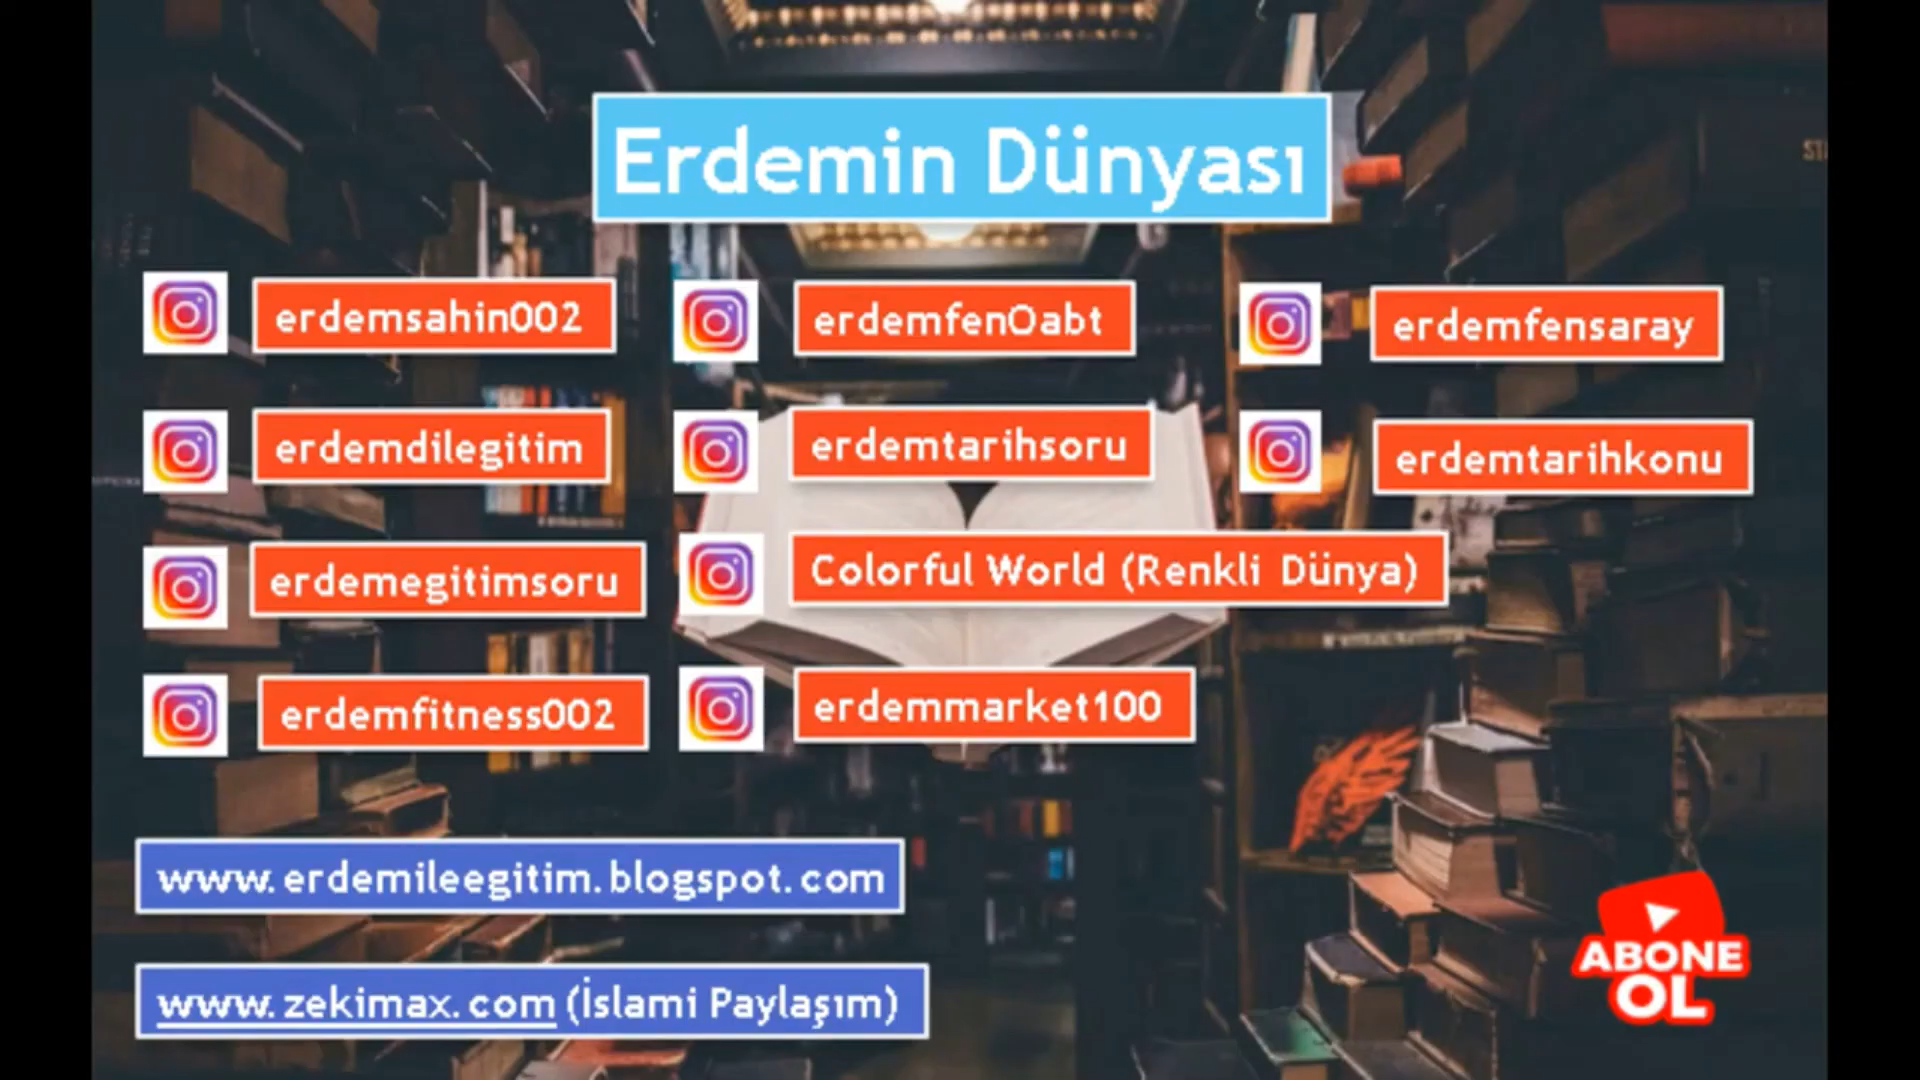 Erdemin Dünyası
erdemsahin002
erdemfenOabt
erdemfensaray
erdemdilegitim
erdemtarihsoru
erdemtarihkonu
erdemegitimsoru
Colorful World (Renkli Dünya)
erdemfitness002
erdemmarket100
www.erdemileegitim.blogspot.com
www.zekimax.com (İslami Paylaşım)
ABONE
OL